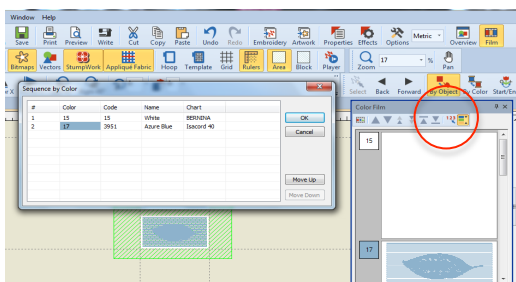 Window Help
Save Print Preview Write Cut Copy Paste Undo Redo Embroidery Artwork Properties Effects Options Metric Overview Film
Bitmaps Vectors StumpWork Appliqué Fabric Hoop Template Grid Rulers Area Block Player Zoom 17 % Pan
Select Back Forward By Object By Color Start/En
Sequence by Color
# Color Code Name Chart
1 15 15 White BERNINA
2 17 3951 Azure Blue Isacord 40
OK
Cancel
Move Up
Move Down
Color Film
15
17